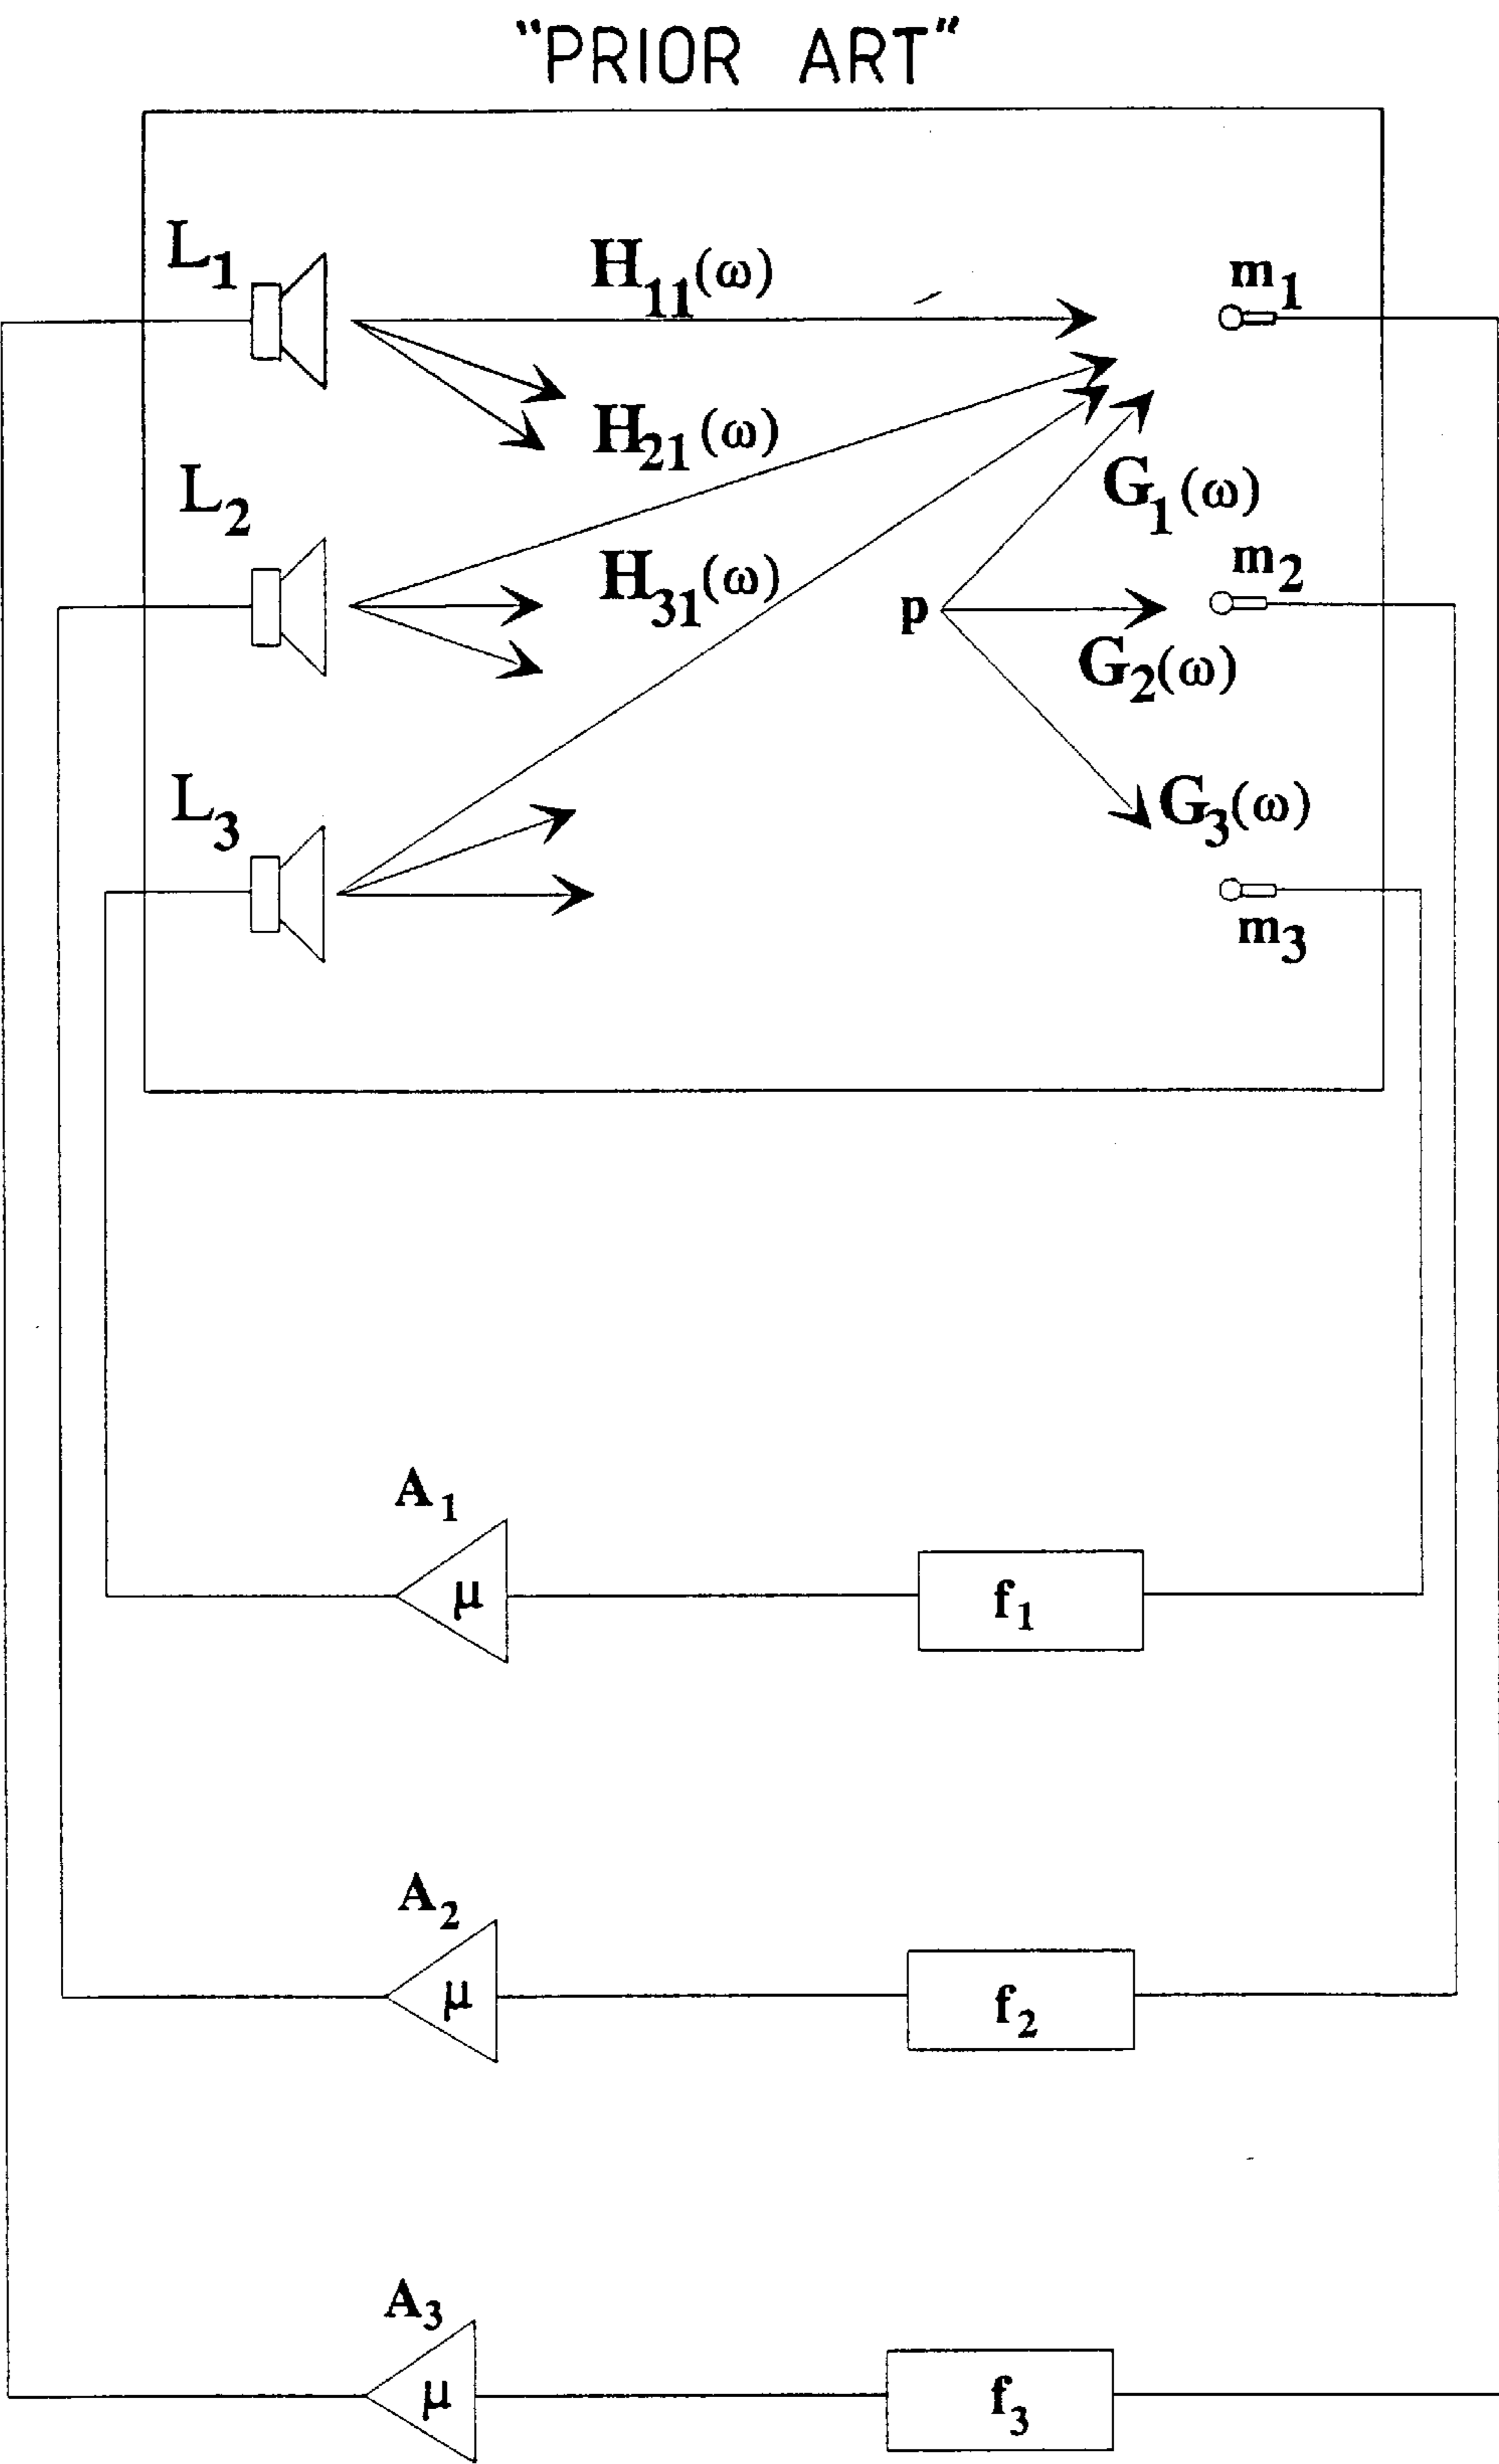 "PRIOR ART"
L₁
H₁₁(ω)
m₁
H₂₁(ω)
L₂
G₁(ω)
H₃₁(ω)
m₂
p
G₂(ω)
L₃
G₃(ω)
m₃
A₁
μ
f₁
A₂
μ
f₂
A₃
μ
f₃